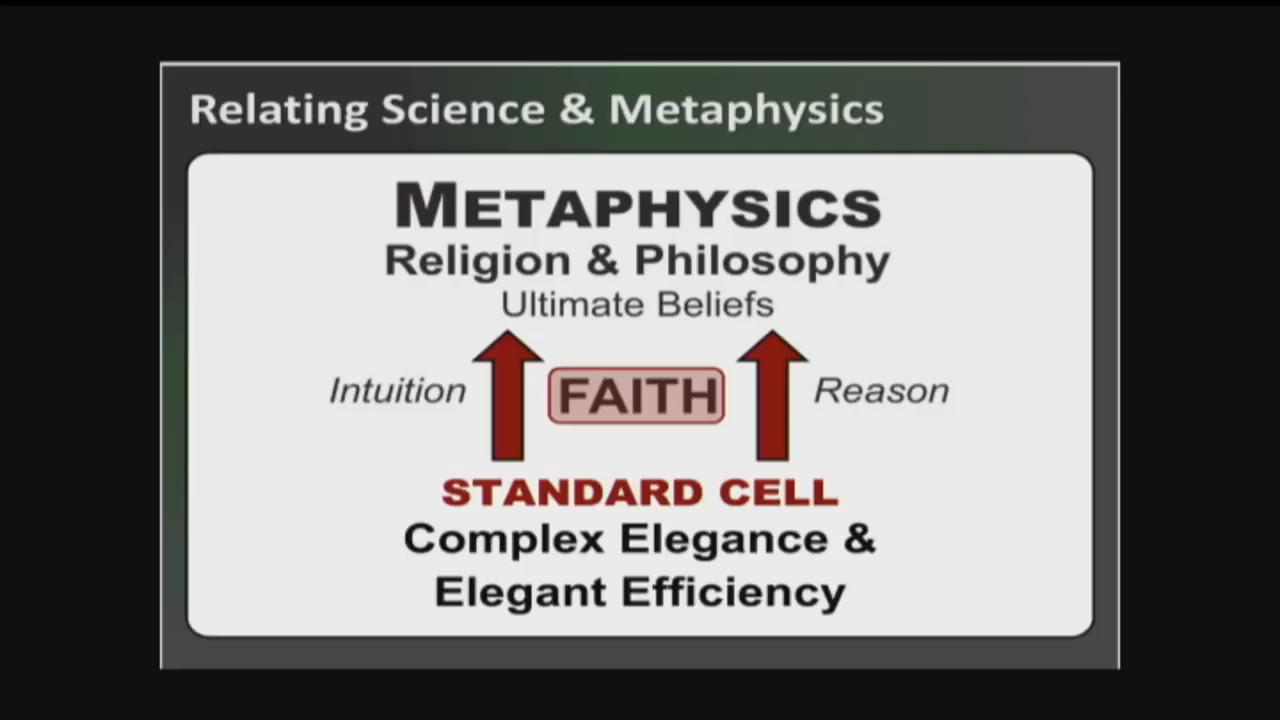 Relating Science & Metaphysics
METAPHYSICS
Religion & Philosophy
Ultimate Beliefs
Intuition FAITH Reason
STANDARD CELL
Complex Elegance &
Elegant Efficiency